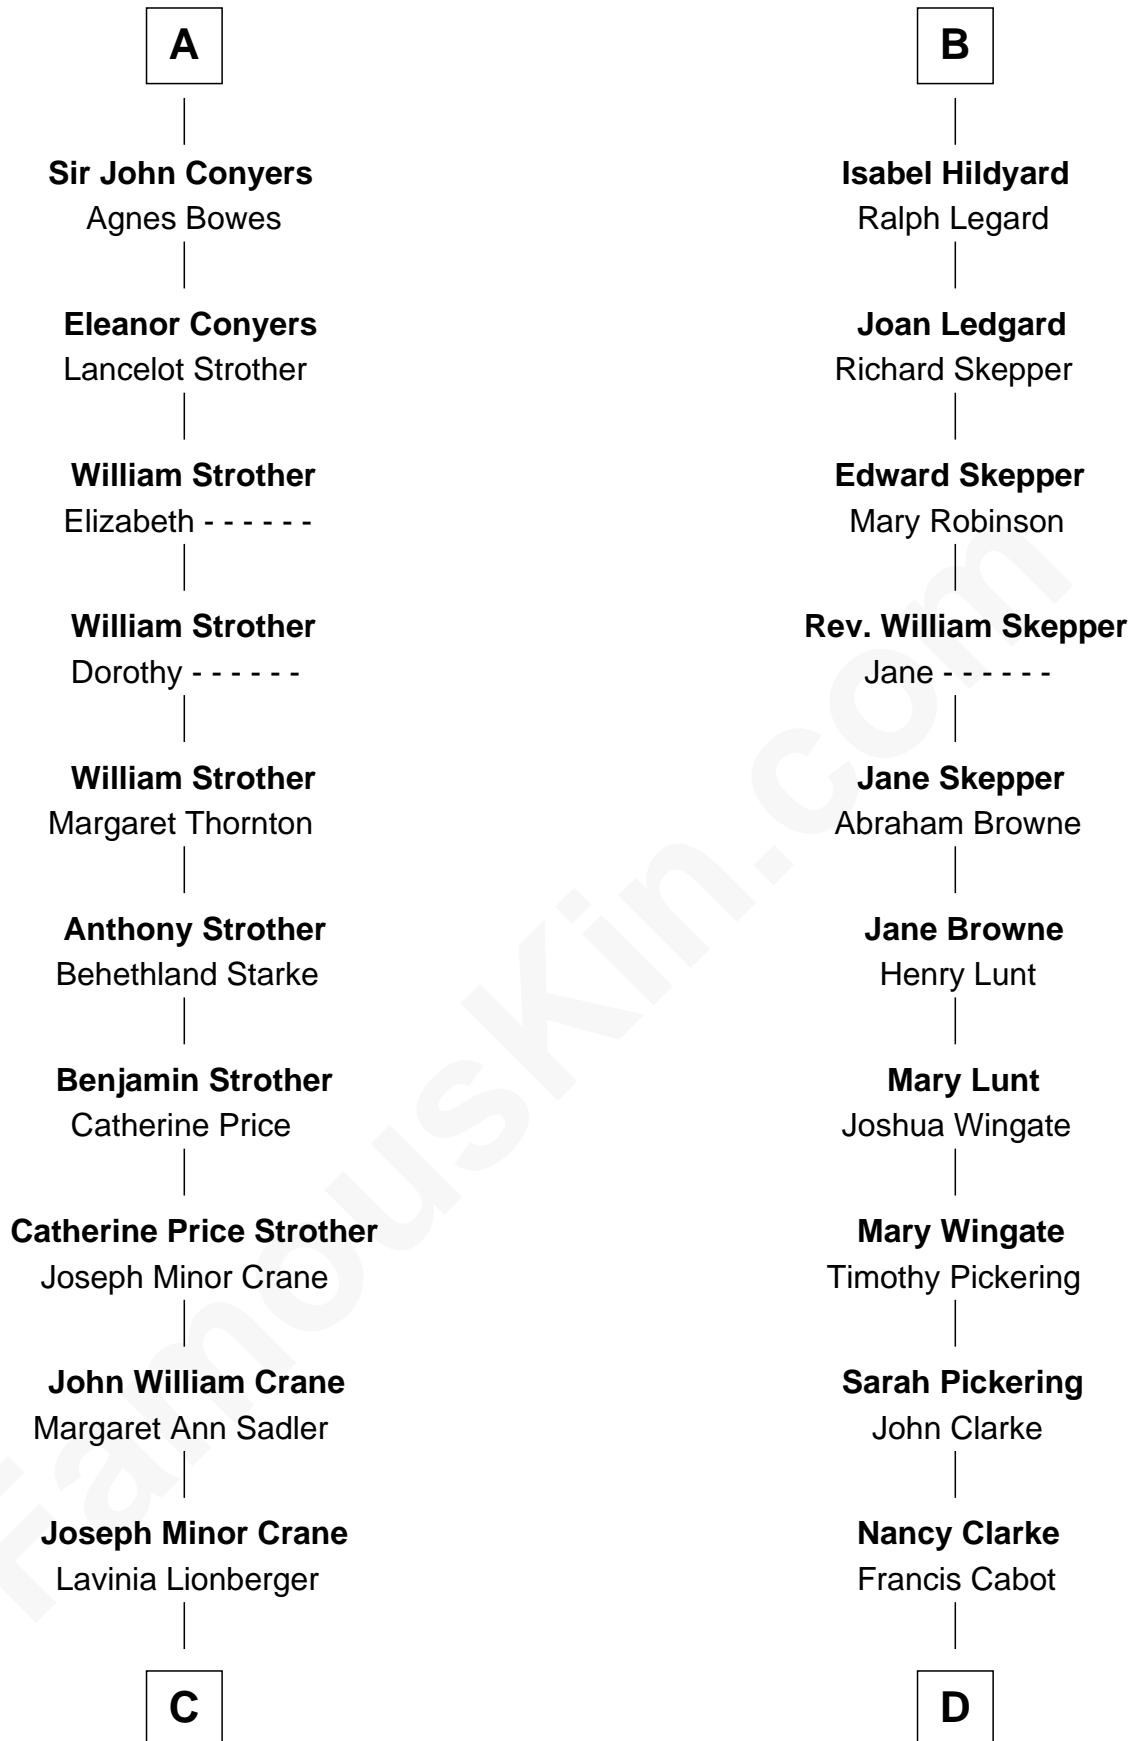 A
Sir John Conyers
Agnes Bowes
Eleanor Conyers
Lancelot Strother
William Strother
Elizabeth - - - - - -
William Strother
Dorothy - - - - - -
William Strother
Margaret Thornton
Anthony Strother
Behethland Starke
Benjamin Strother
Catherine Price
Catherine Price Strother
Joseph Minor Crane
John William Crane
Margaret Ann Sadler
Joseph Minor Crane
Lavinia Lionberger
C
B
Isabel Hildyard
Ralph Legard
Joan Ledgard
Richard Skepper
Edward Skepper
Mary Robinson
Rev. William Skepper
Jane - - - - - -
Jane Skepper
Abraham Browne
Jane Browne
Henry Lunt
Mary Lunt
Joshua Wingate
Mary Wingate
Timothy Pickering
Sarah Pickering
John Clarke
Nancy Clarke
Francis Cabot
D
FamousKin.com